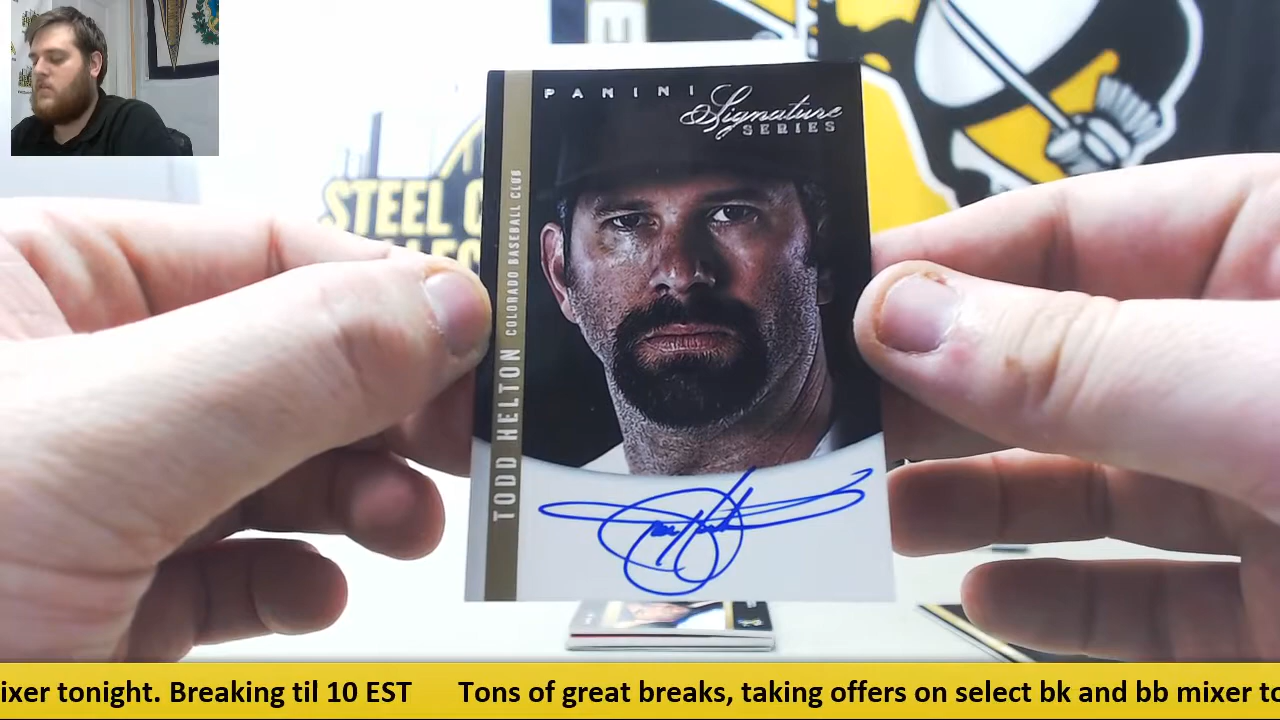 PANINI
Signature
SERIES
STEEL C
TODD HELTON COLORADO BASEBALL CLUB
ixer tonight. Breaking til 10 EST Tons of great breaks, taking offers on select bk and bb mixer to